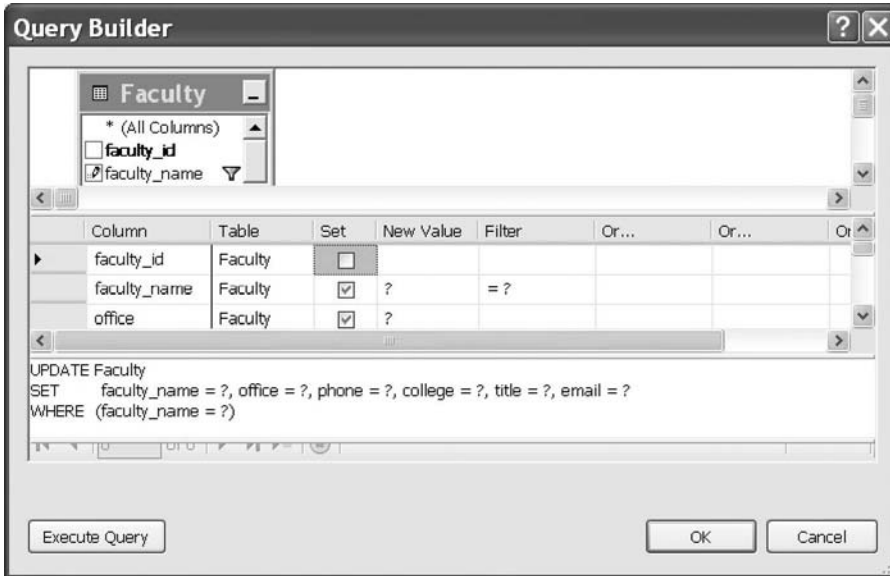 Query Builder
Faculty
* (All Columns)
faculty_id
faculty_name
Column Table Set New Value Filter Or... Or... Or
faculty_id Faculty
faculty_name Faculty ? = ?
office Faculty ?
UPDATE Faculty
SET faculty_name = ?, office = ?, phone = ?, college = ?, title = ?, email = ?
WHERE (faculty_name = ?)
Execute Query OK Cancel